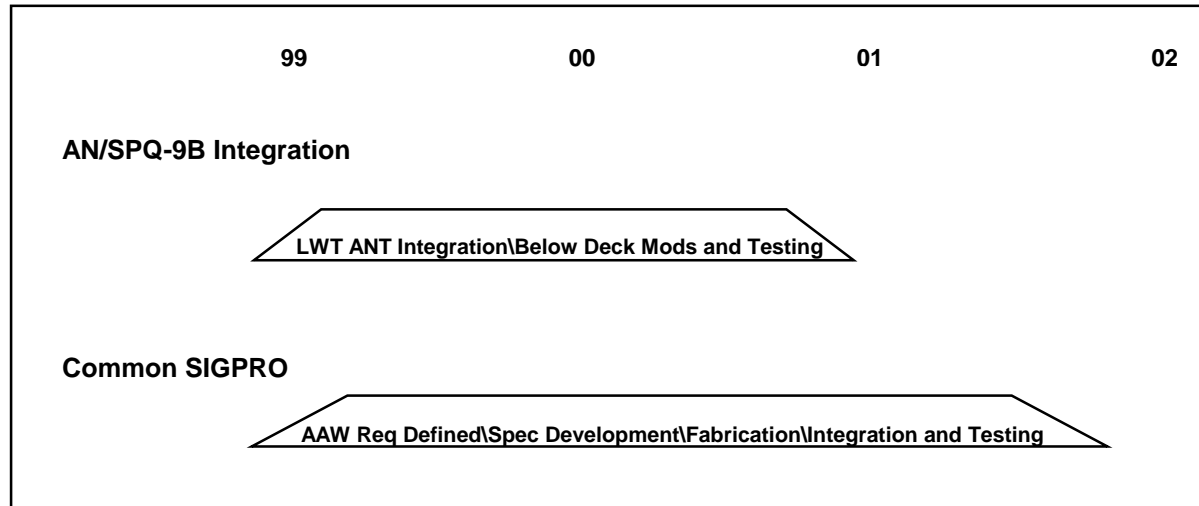 99 00 01 02
AN/SPQ-9B Integration
LWT ANT Integration\Below Deck Mods and Testing
Common SIGPRO
AAW Req Defined\Spec Development\Fabrication\Integration and Testing